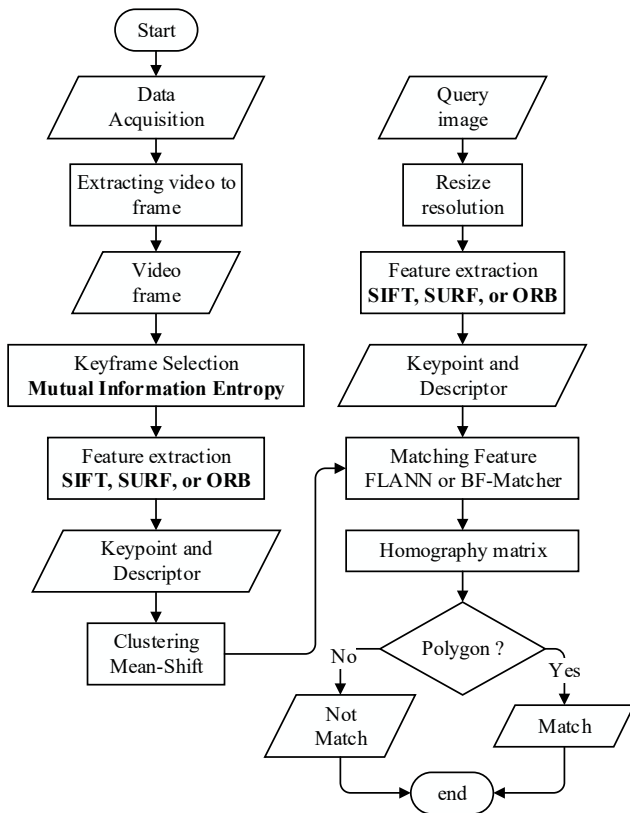 Start
Data
Acquisition
Extracting video to
frame
Video
frame
Keyframe Selection
Mutual Information Entropy
Feature extraction
SIFT, SURF, or ORB
Keypoint and
Descriptor
Clustering
Mean-Shift
Query
image
Resize
resolution
Feature extraction
SIFT, SURF, or ORB
Keypoint and
Descriptor
Matching Feature
FLANN or BF-Matcher
Homography matrix
Polygon ?
No
Yes
Not
Match
Match
end